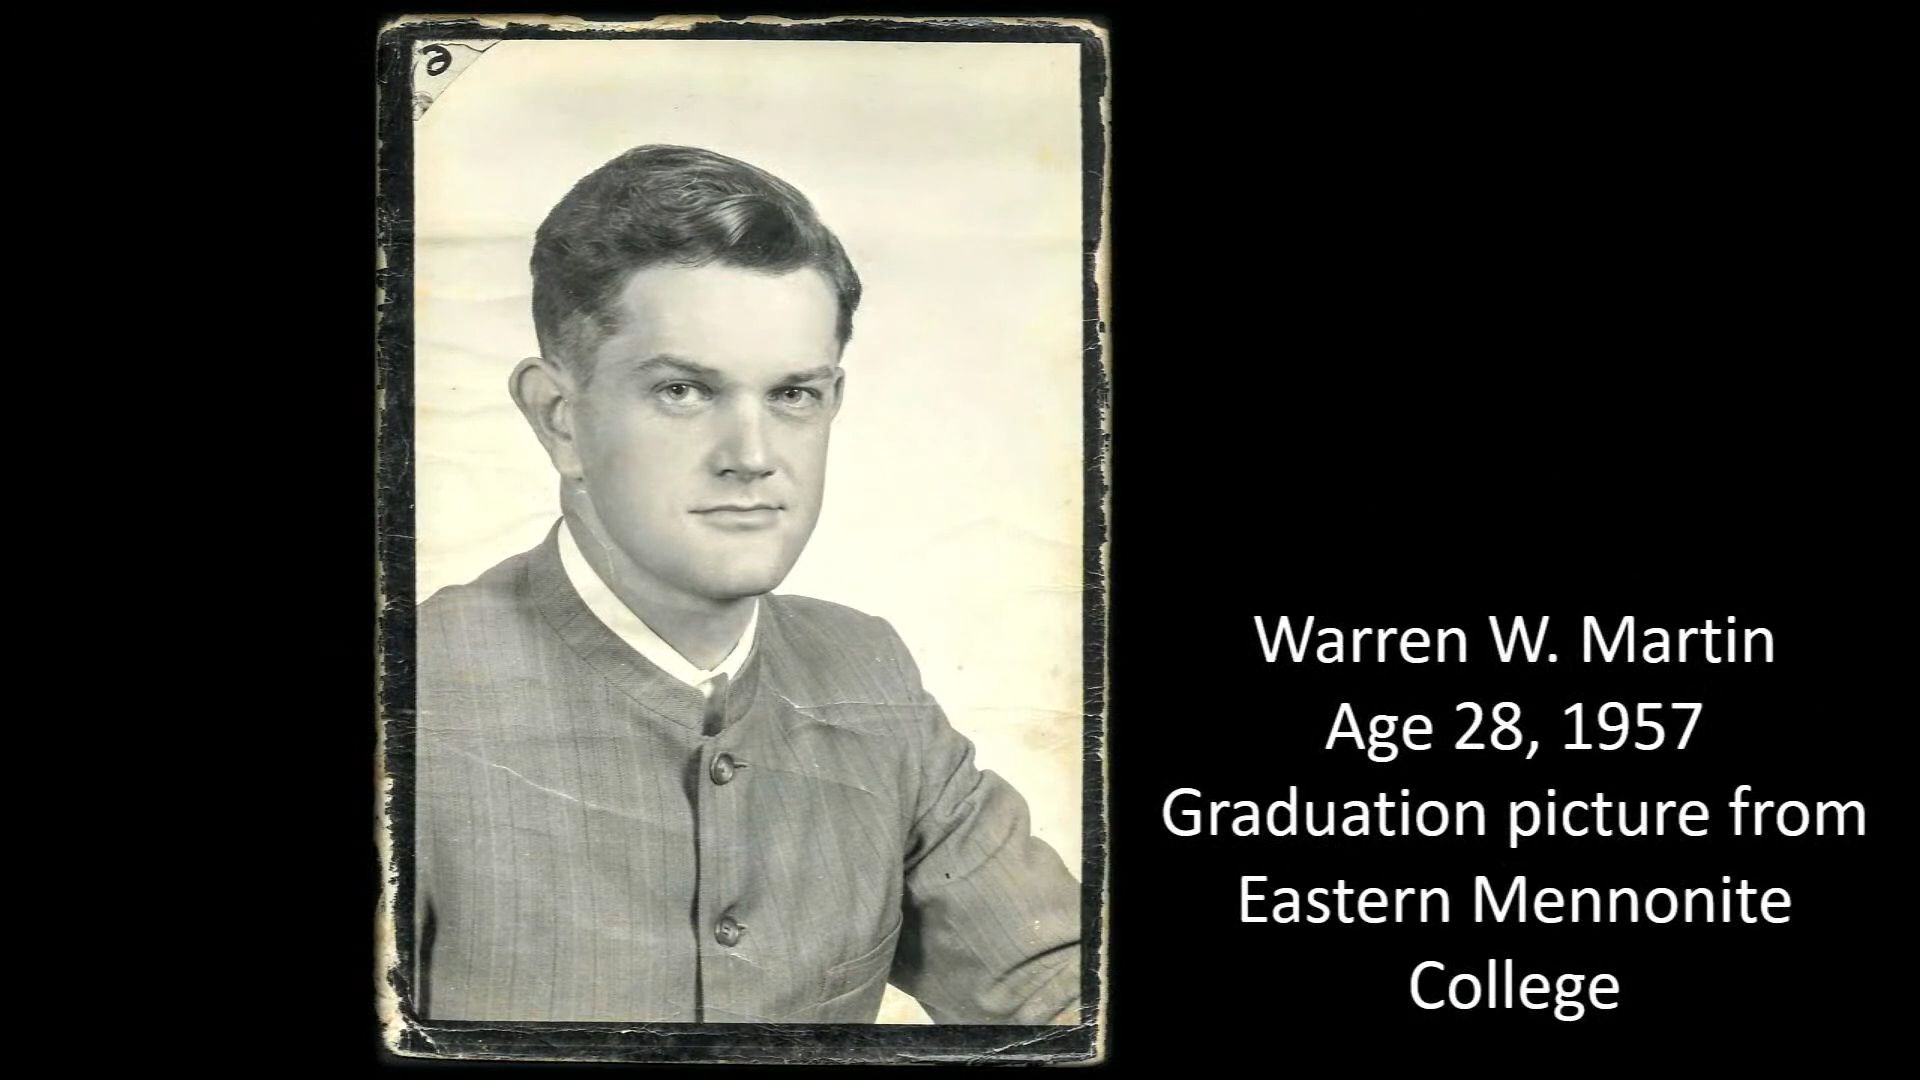 Warren W. Martin
Age 28, 1957
Graduation picture from
Eastern Mennonite
College